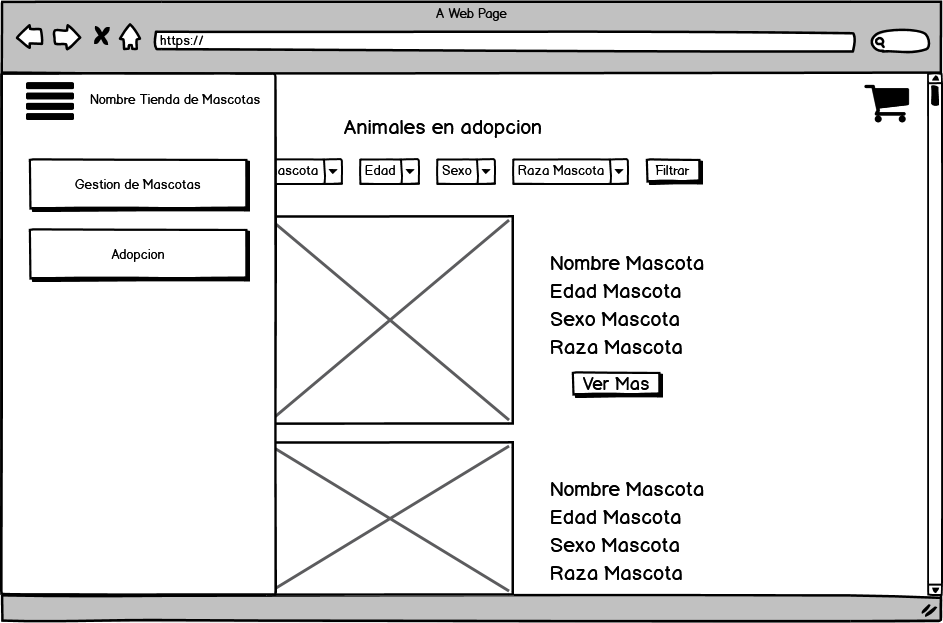 A Web Page
https://
Nombre Tienda de Mascotas
Gestion de Mascotas
Adopcion
Animales en adopcion
ascota Edad Sexo Raza Mascota Filtrar
Nombre Mascota
Edad Mascota
Sexo Mascota
Raza Mascota
Ver Mas
Nombre Mascota
Edad Mascota
Sexo Mascota
Raza Mascota